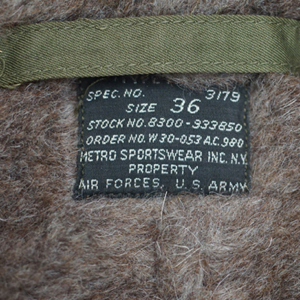 SPEC. NO. 3179
SIZE 36
STOCK NO. 8300-333850
ORDER NO. W 30-053 A.C. 980
METRO SPORTSWEAR INC. N.Y.
PROPERTY
AIR FORCES, U.S. ARMY